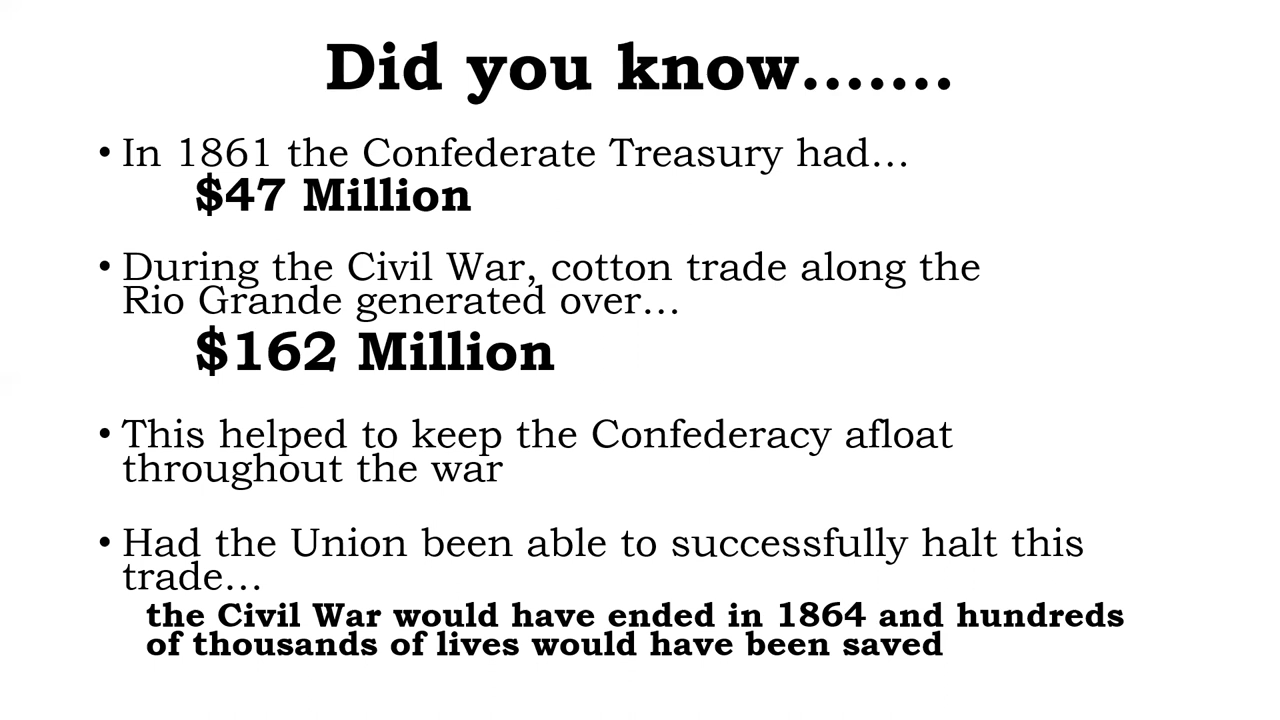 Did you know.......
• In 1861 the Confederate Treasury had...
$47 Million
• During the Civil War, cotton trade along the
Rio Grande generated over...
$162 Million
• This helped to keep the Confederacy afloat
throughout the war
• Had the Union been able to successfully halt this
trade...
the Civil War would have ended in 1864 and hundreds
of thousands of lives would have been saved